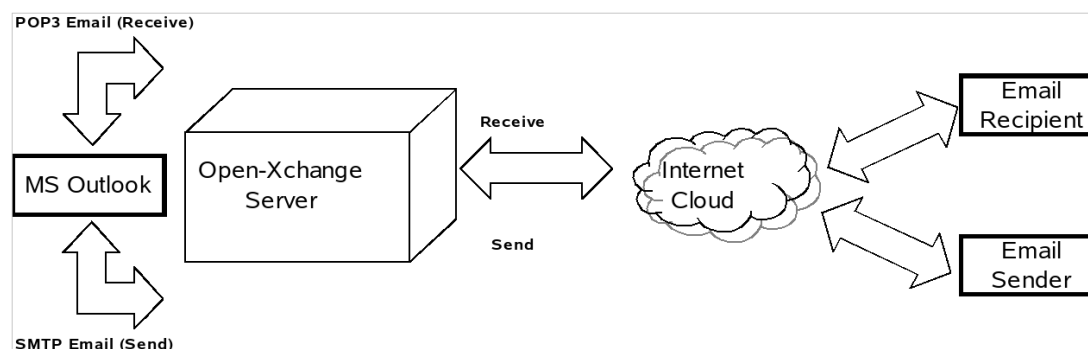 POP3 Email (Receive)
MS Outlook
SMTP Email (Send)
Open-Xchange
Server
Receive
Send
Internet
Cloud
Email
Recipient
Email
Sender